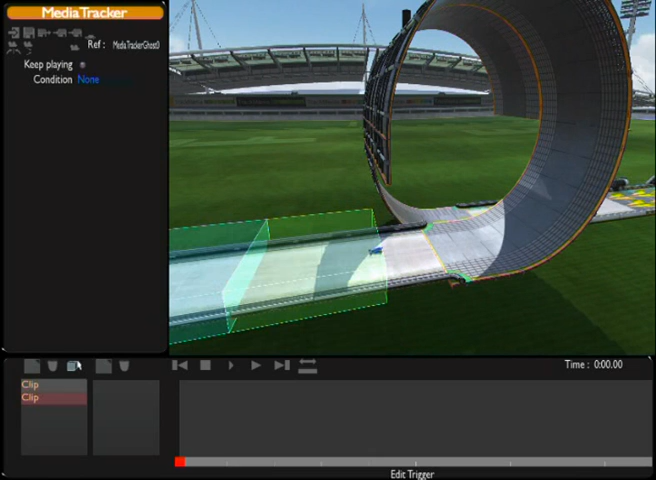 MediaTracker
Ref : MediaTrackerGhost0
Keep playing
Condition None
Time : 0:00.00
Clip
Clip
Edit Trigger